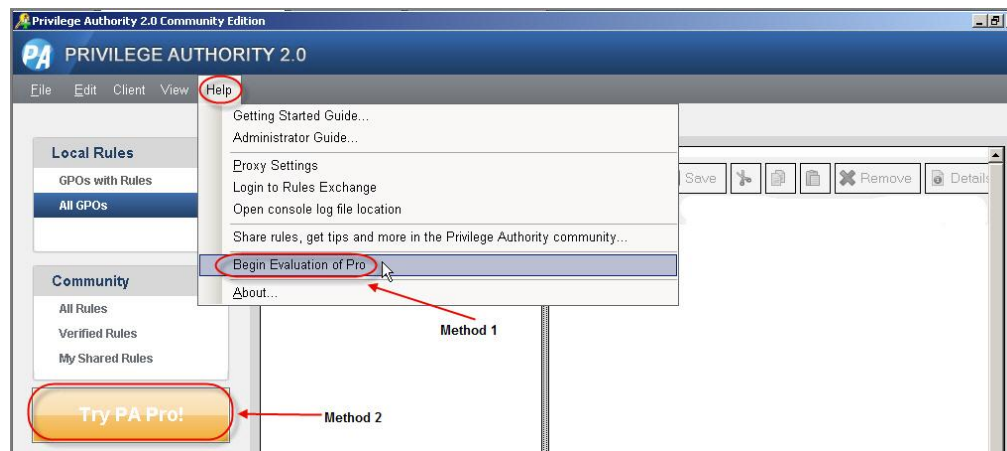 Privilege Authority 2.0 Community Edition
PA PRIVILEGE AUTHORITY 2.0
File Edit Client View Help
Getting Started Guide...
Administrator Guide...
Proxy Settings
Login to Rules Exchange
Open console log file location
Share rules, get tips and more in the Privilege Authority community...
Begin Evaluation of Pro
About...
Local Rules
GPOs with Rules
All GPOs
Community
All Rules
Verified Rules
My Shared Rules
Try PA Pro!
Save Remove Details
Method 1
Method 2